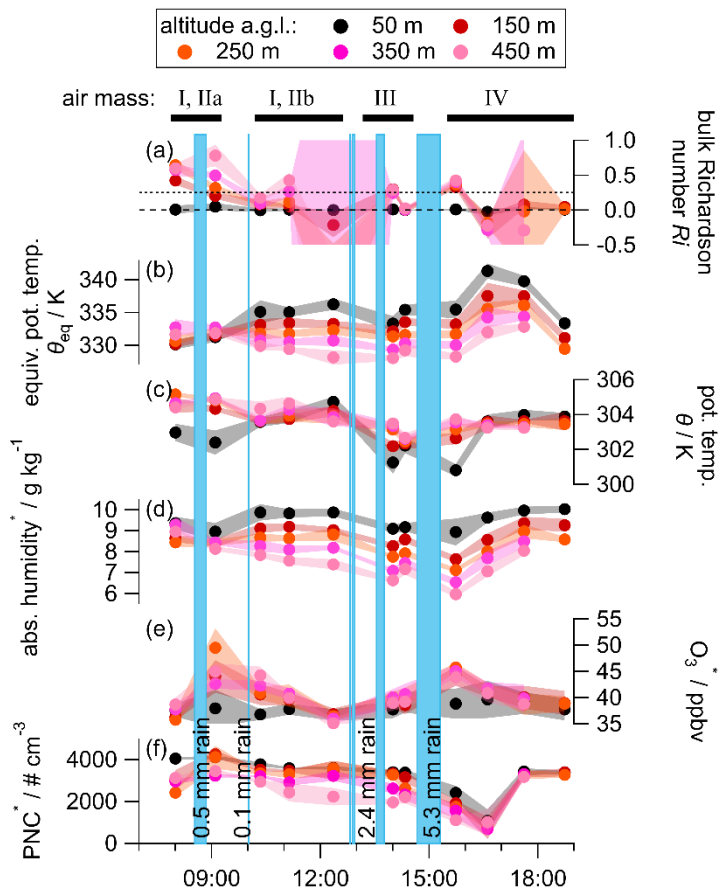 altitude a.g.l.: 50 m 150 m
250 m 350 m 450 m
air mass: I, IIa I, IIb III IV
(a)
1.0
0.5
0.0
-0.5
bulk Richardson
number Ri
(b)
340
335
330
equiv. pot. temp.
θeq / K
(c)
306
304
302
300
pot. temp.
θ / K
(d)
10
9
8
7
6
abs. humidity* / g kg-1
(e)
55
50
45
40
35
O3* / ppbv
(f)
4000
2000
0
PNC* / # cm-3
0.5 mm rain
0.1 mm rain
2.4 mm rain
5.3 mm rain
09:00 12:00 15:00 18:00